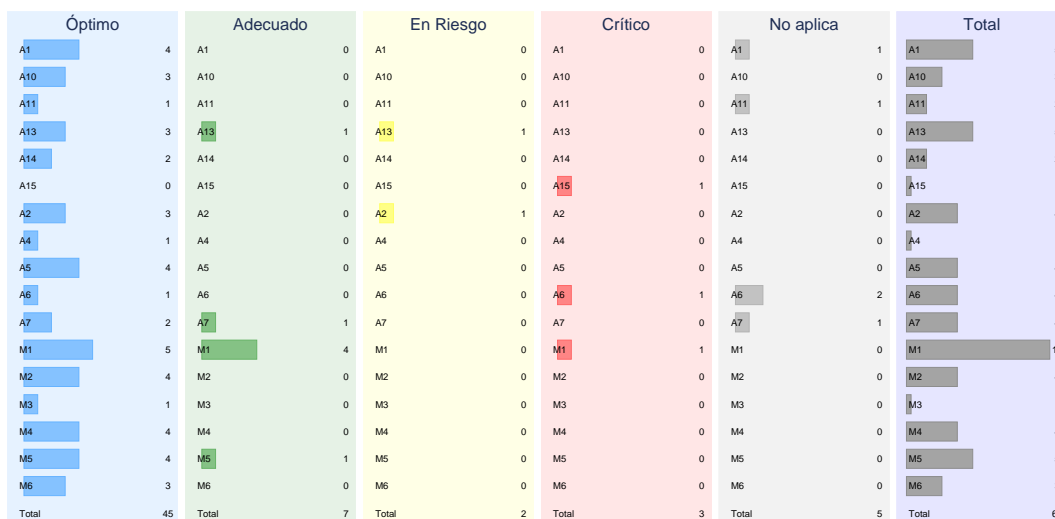 Óptimo Adecuado En Riesgo Crítico No aplica Total
A1 4 A1 0 A1 0 A1 0 A1 1 A1
A10 3 A10 0 A10 0 A10 0 A10 0 A10
A11 1 A11 0 A11 0 A11 0 A11 1 A11
A13 3 A13 1 A13 1 A13 0 A13 0 A13
A14 2 A14 0 A14 0 A14 0 A14 0 A14
A15 0 A15 0 A15 0 A15 1 A15 0 A15
A2 3 A2 0 A2 1 A2 0 A2 0 A2
A4 1 A4 0 A4 0 A4 0 A4 0 A4
A5 4 A5 0 A5 0 A5 0 A5 0 A5
A6 1 A6 0 A6 0 A6 1 A6 2 A6
A7 2 A7 1 A7 0 A7 0 A7 1 A7
M1 5 M1 4 M1 0 M1 1 M1 0 M1
M2 4 M2 0 M2 0 M2 0 M2 0 M2
M3 1 M3 0 M3 0 M3 0 M3 0 M3
M4 4 M4 0 M4 0 M4 0 M4 0 M4
M5 4 M5 1 M5 0 M5 0 M5 0 M5
M6 3 M6 0 M6 0 M6 0 M6 0 M6
Total 45 Total 7 Total 2 Total 3 Total 5 Total